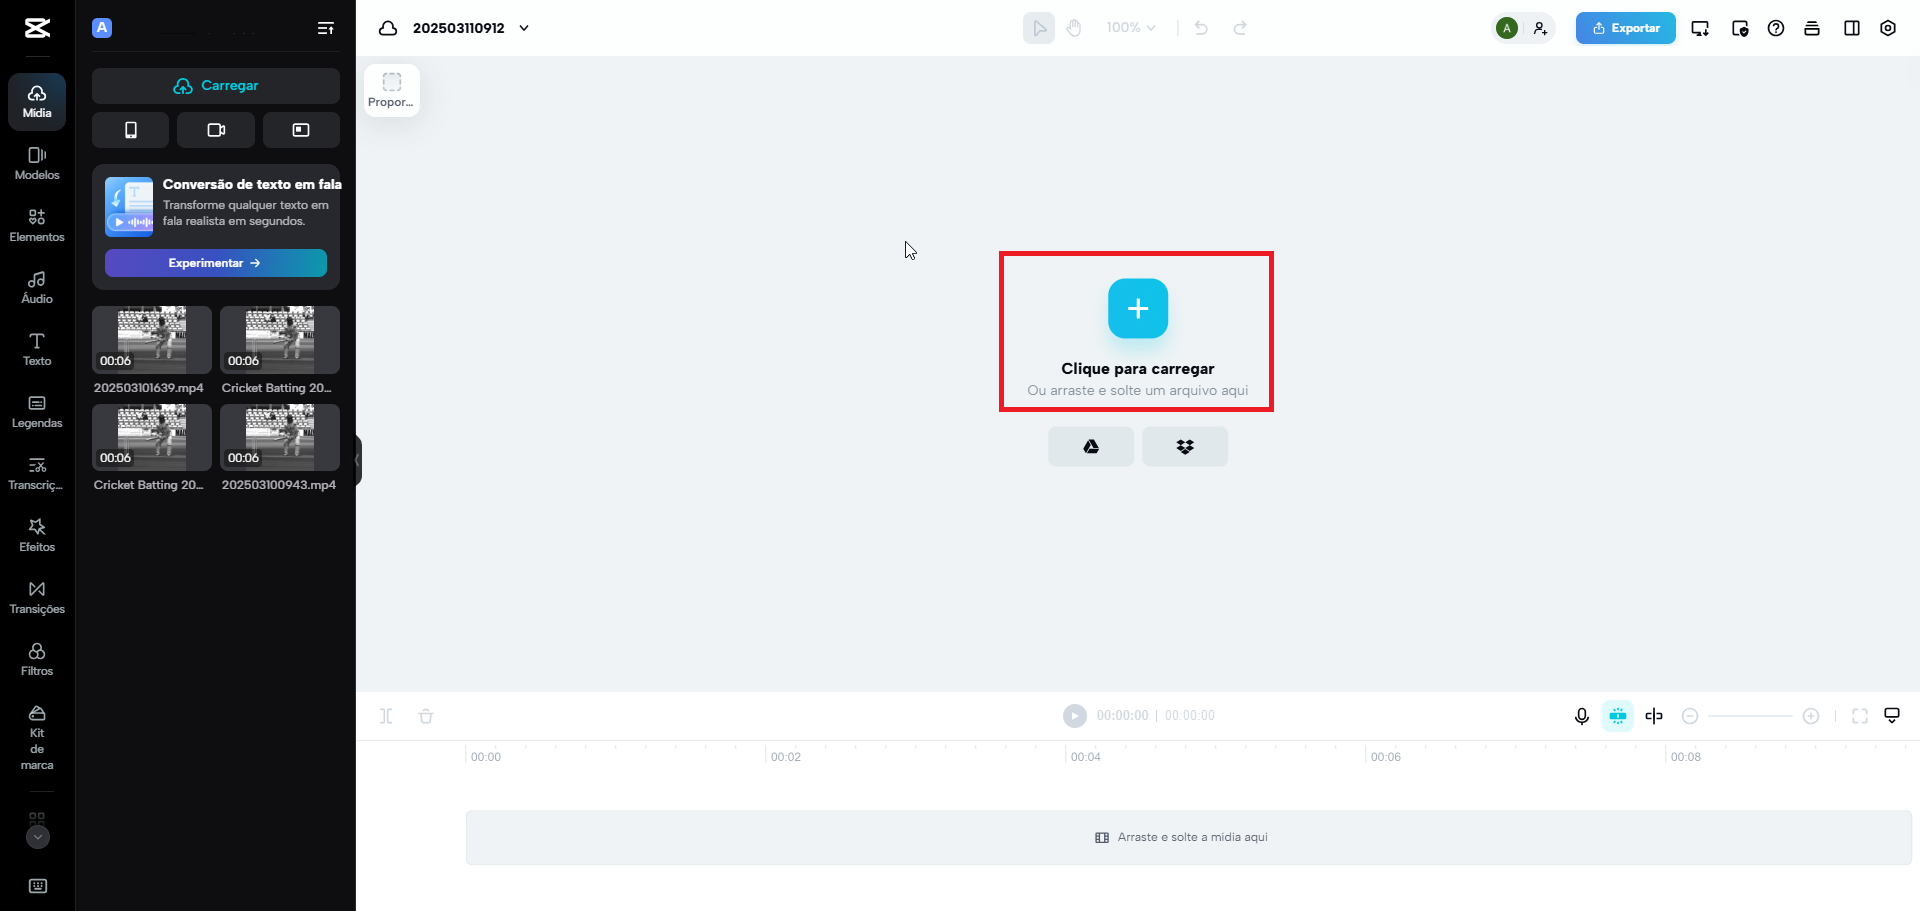 A
202503110912
100%
A
Exportar
Mídia
Modelos
Elementos
Áudio
Texto
Legendas
Transcriç...
Efeitos
Transições
Filtros
Kit
de
marca
Carregar
Conversão de texto em fala
Transforme qualquer texto em
fala realista em segundos.
Experimentar →
00:06
00:06
202503101639.mp4
Cricket Batting 20...
00:06
00:06
Cricket Batting 20...
202503100943.mp4
Propor...
Clique para carregar
Ou arraste e solte um arquivo aqui
00:00:00 | 00:00:00
00:00
00:02
00:04
00:06
00:08
Arraste e solte a mídia aqui